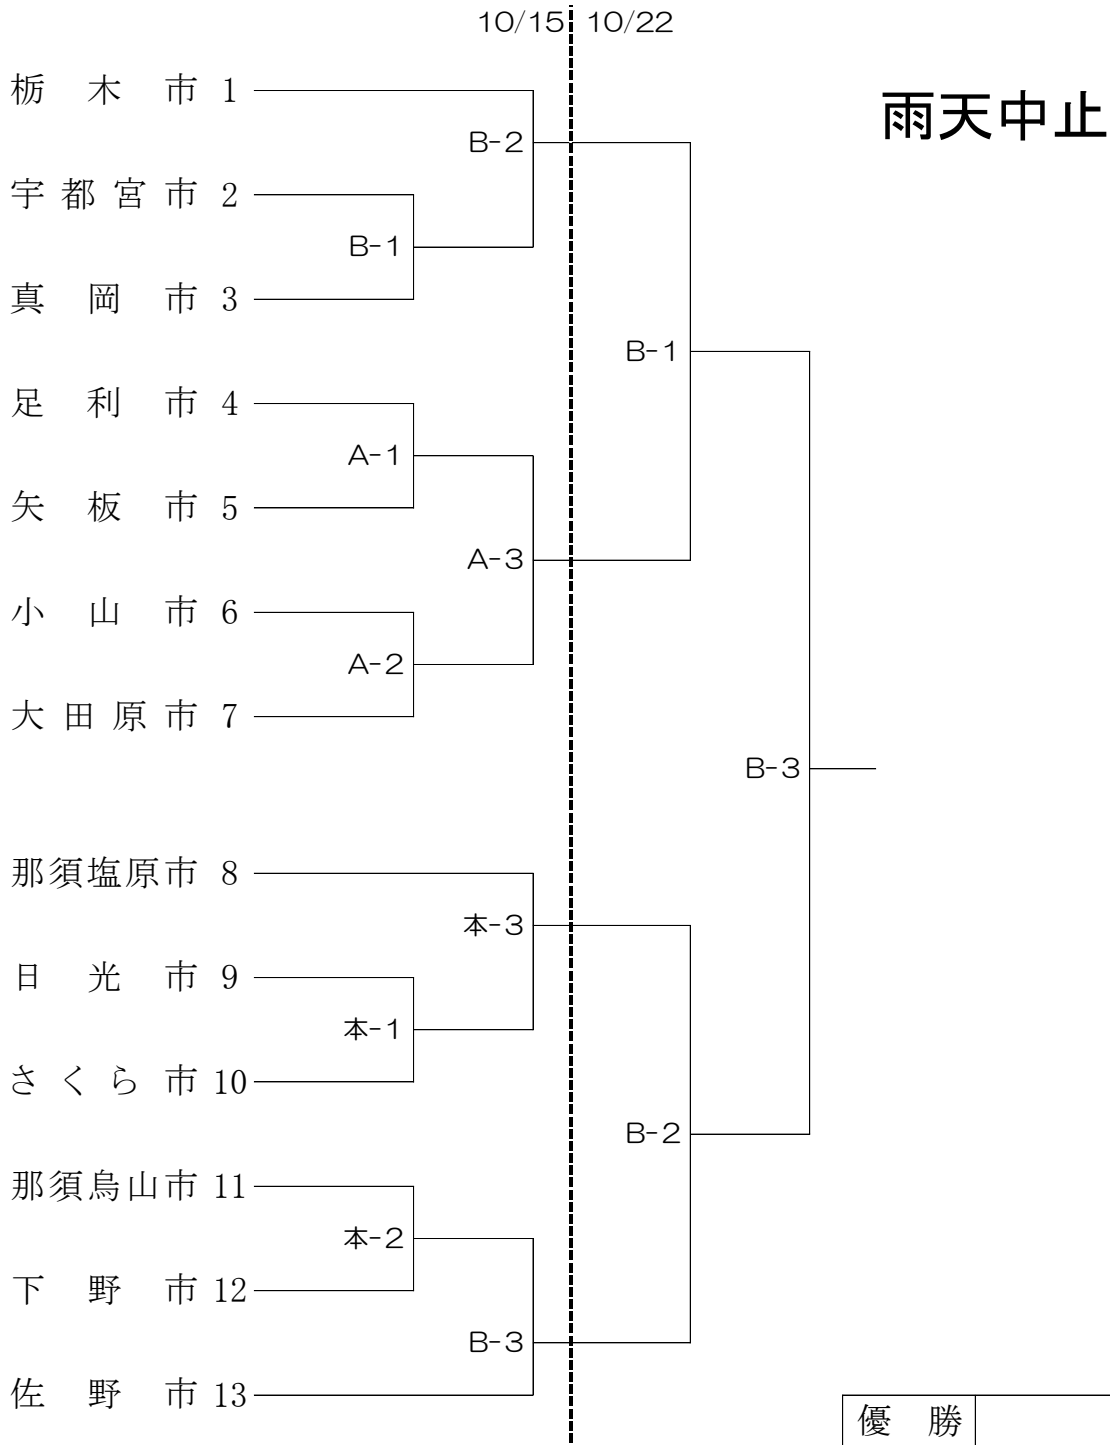 10/15 10/22
栃木市 1
雨天中止
B-2
宇都宮市 2
B-1
真岡市 3
B-1
足利市 4
A-1
矢板市 5
A-3
小山市 6
A-2
大田原市 7
B-3
那須塩原市 8
本-3
日光市 9
本-1
さくら市 10
B-2
那須烏山市 11
本-2
下野市 12
B-3
佐野市 13
優勝